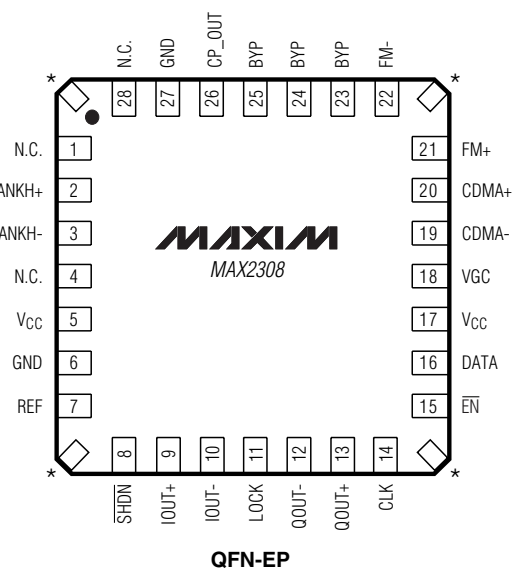 N.C. GND CP_OUT BYP BYP BYP FM-
* *
28 27 26 25 24 23 22
N.C. 1 21 FM+
ANKH+ 2 20 CDMA+
ANKH- 3 19 CDMA-
MAXIM
MAX2308
N.C. 4 18 VGC
VCC 5 17 VCC
GND 6 16 DATA
REF 7 15 E̅N̅
8 9 10 11 12 13 14
* *
S̅H̅D̅N̅ IOUT+ IOUT- LOCK QOUT- QOUT+ CLK
QFN-EP